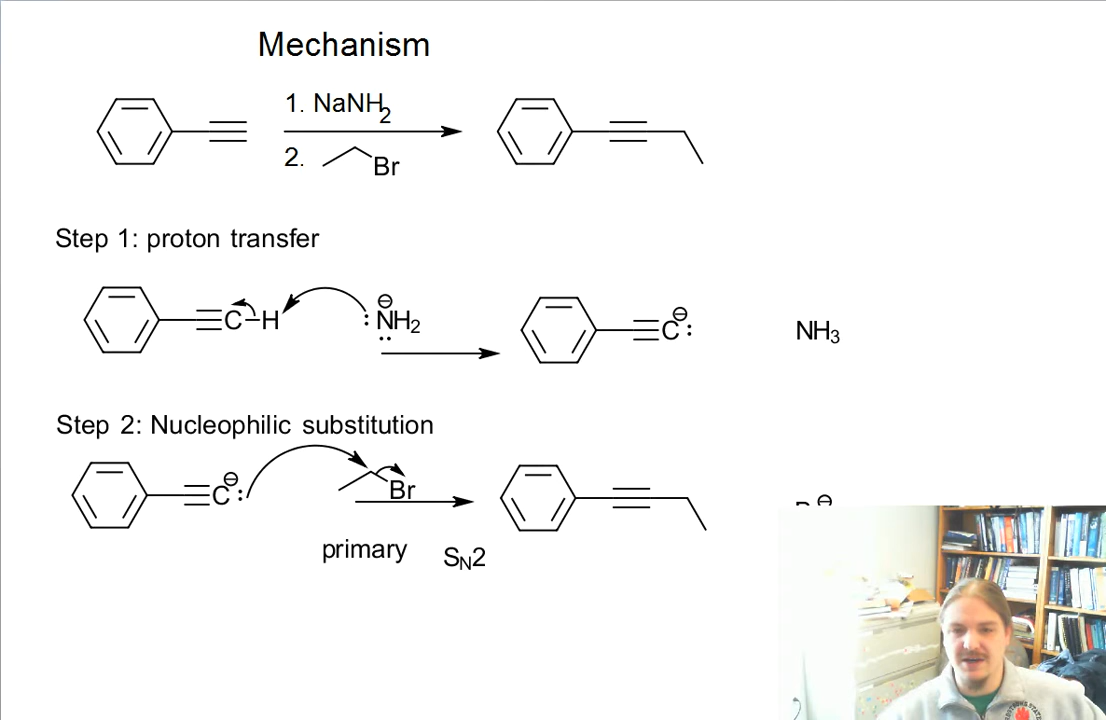 Mechanism
1. NaNH2
2. Br
Step 1: proton transfer
C-H
:NH2
⊖
C:
⊖
NH3
Step 2: Nucleophilic substitution
C:
⊖
Br
⊖
primary
SN2